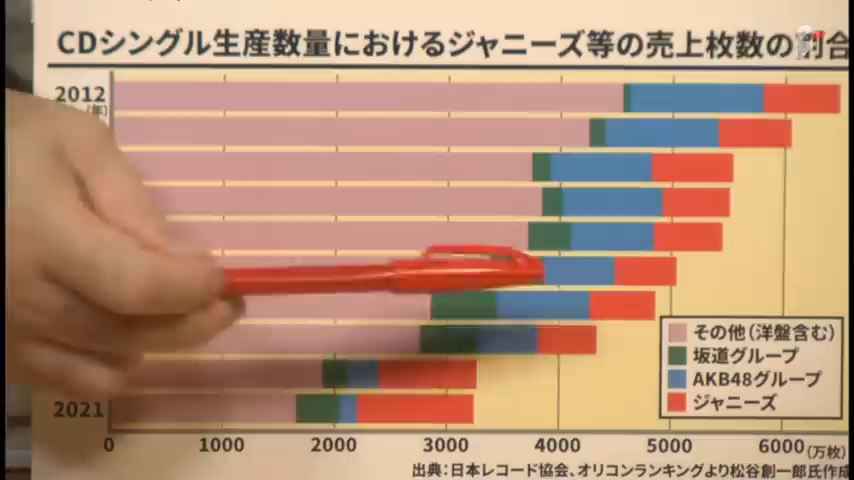 CDシングル生産数量におけるジャニーズ等の売上枚数の割合
2012
(年)
2021
0 1000 2000 3000 4000 5000 6000 (万枚)
その他(洋盤含む)
坂道グループ
AKB48グループ
ジャニーズ
出典:日本レコード協会、オリコンランキングより松谷創一郎氏作成